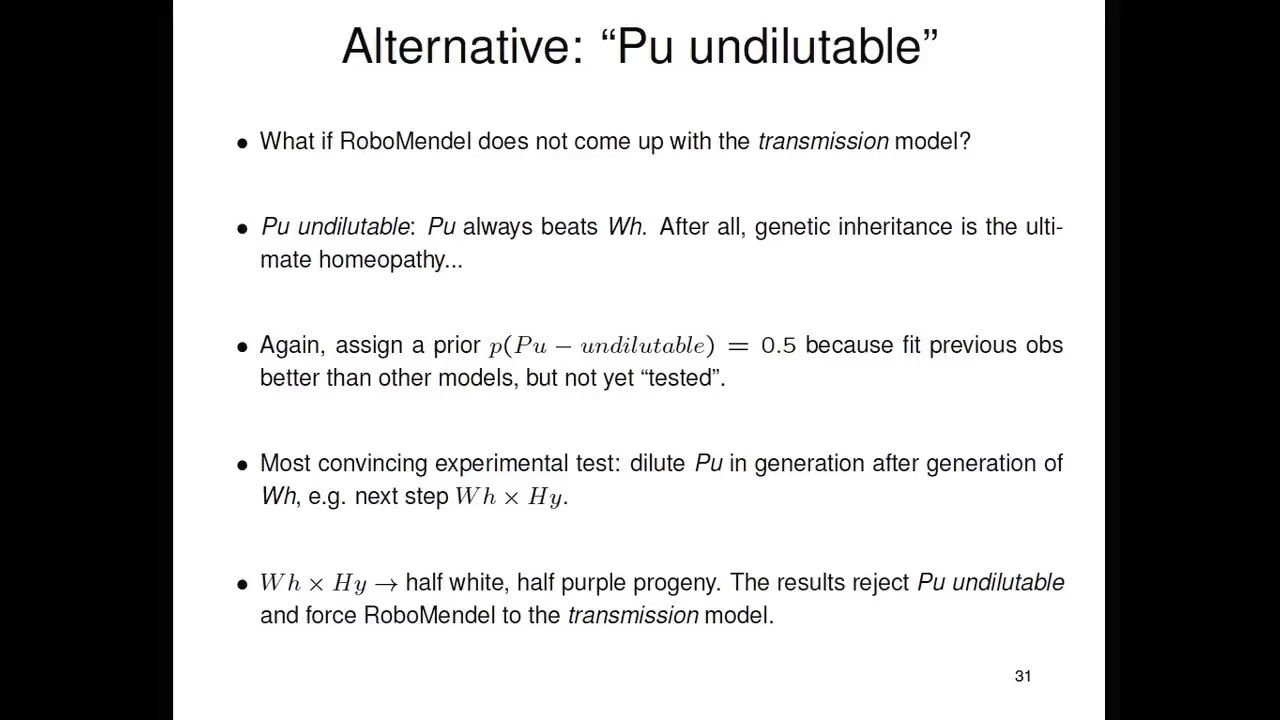 Alternative: “Pu undilutable”
• What if RoboMendel does not come up with the transmission model?
• Pu undilutable: Pu always beats Wh. After all, genetic inheritance is the ulti-
mate homeopathy...
• Again, assign a prior p(Pu − undilutable) = 0.5 because fit previous obs
better than other models, but not yet “tested”.
• Most convincing experimental test: dilute Pu in generation after generation of
Wh, e.g. next step Wh × Hy.
• Wh × Hy → half white, half purple progeny. The results reject Pu undilutable
and force RoboMendel to the transmission model.
31